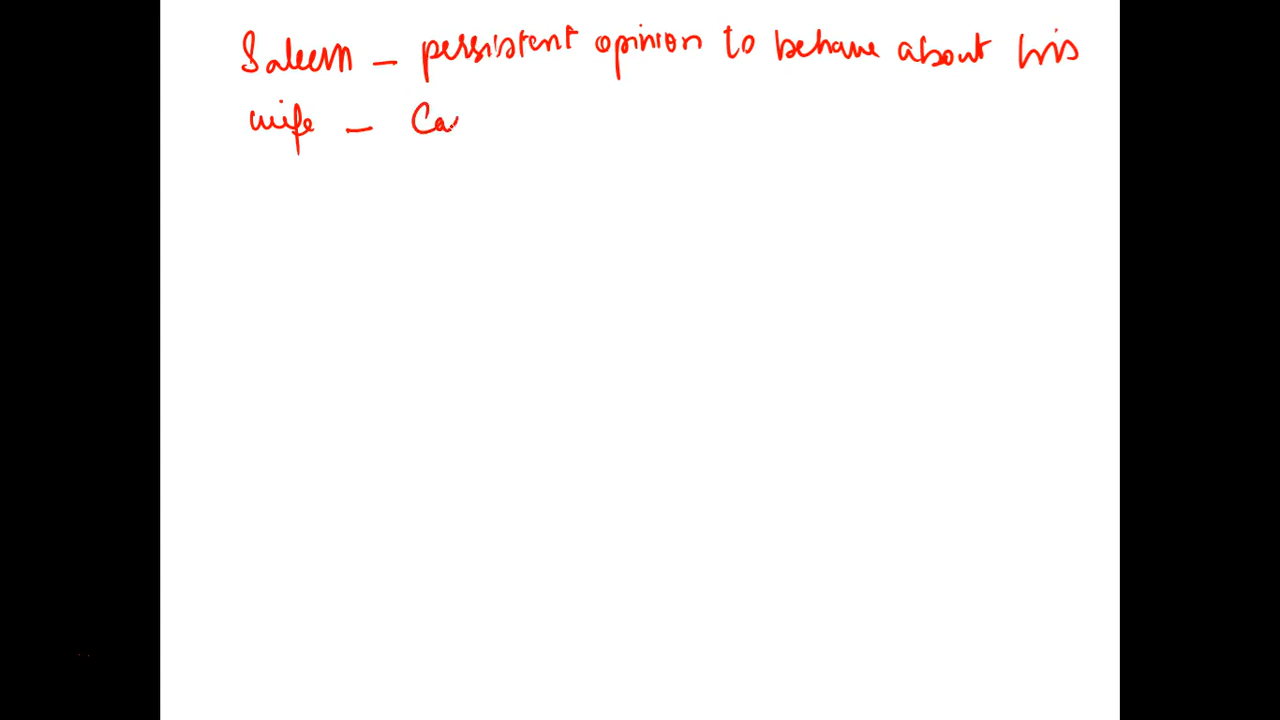 Saleem – persistent opinion to behave about his
wife – Ca